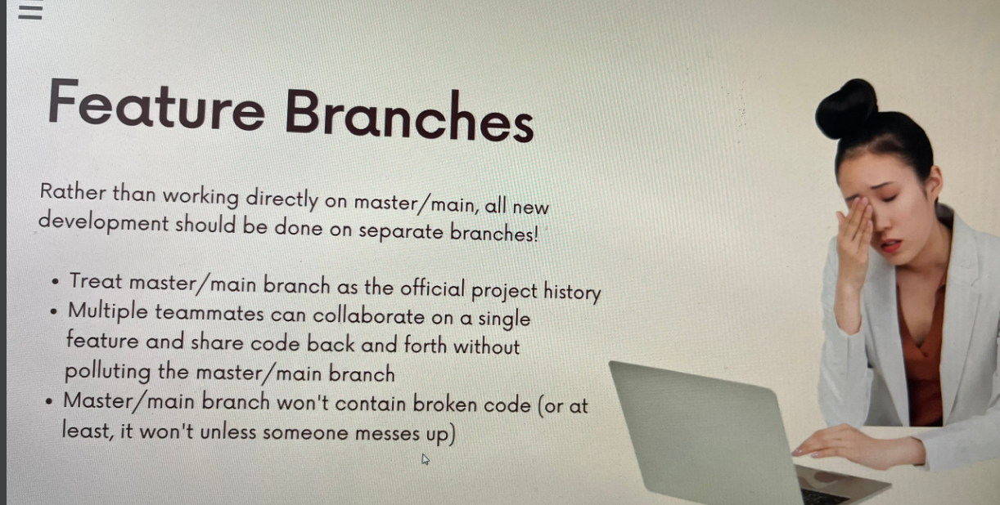 Feature Branches
Rather than working directly on master/main, all new
development should be done on separate branches!
• Treat master/main branch as the official project history
• Multiple teammates can collaborate on a single
feature and share code back and forth without
polluting the master/main branch
• Master/main branch won't contain broken code (or at
least, it won't unless someone messes up)